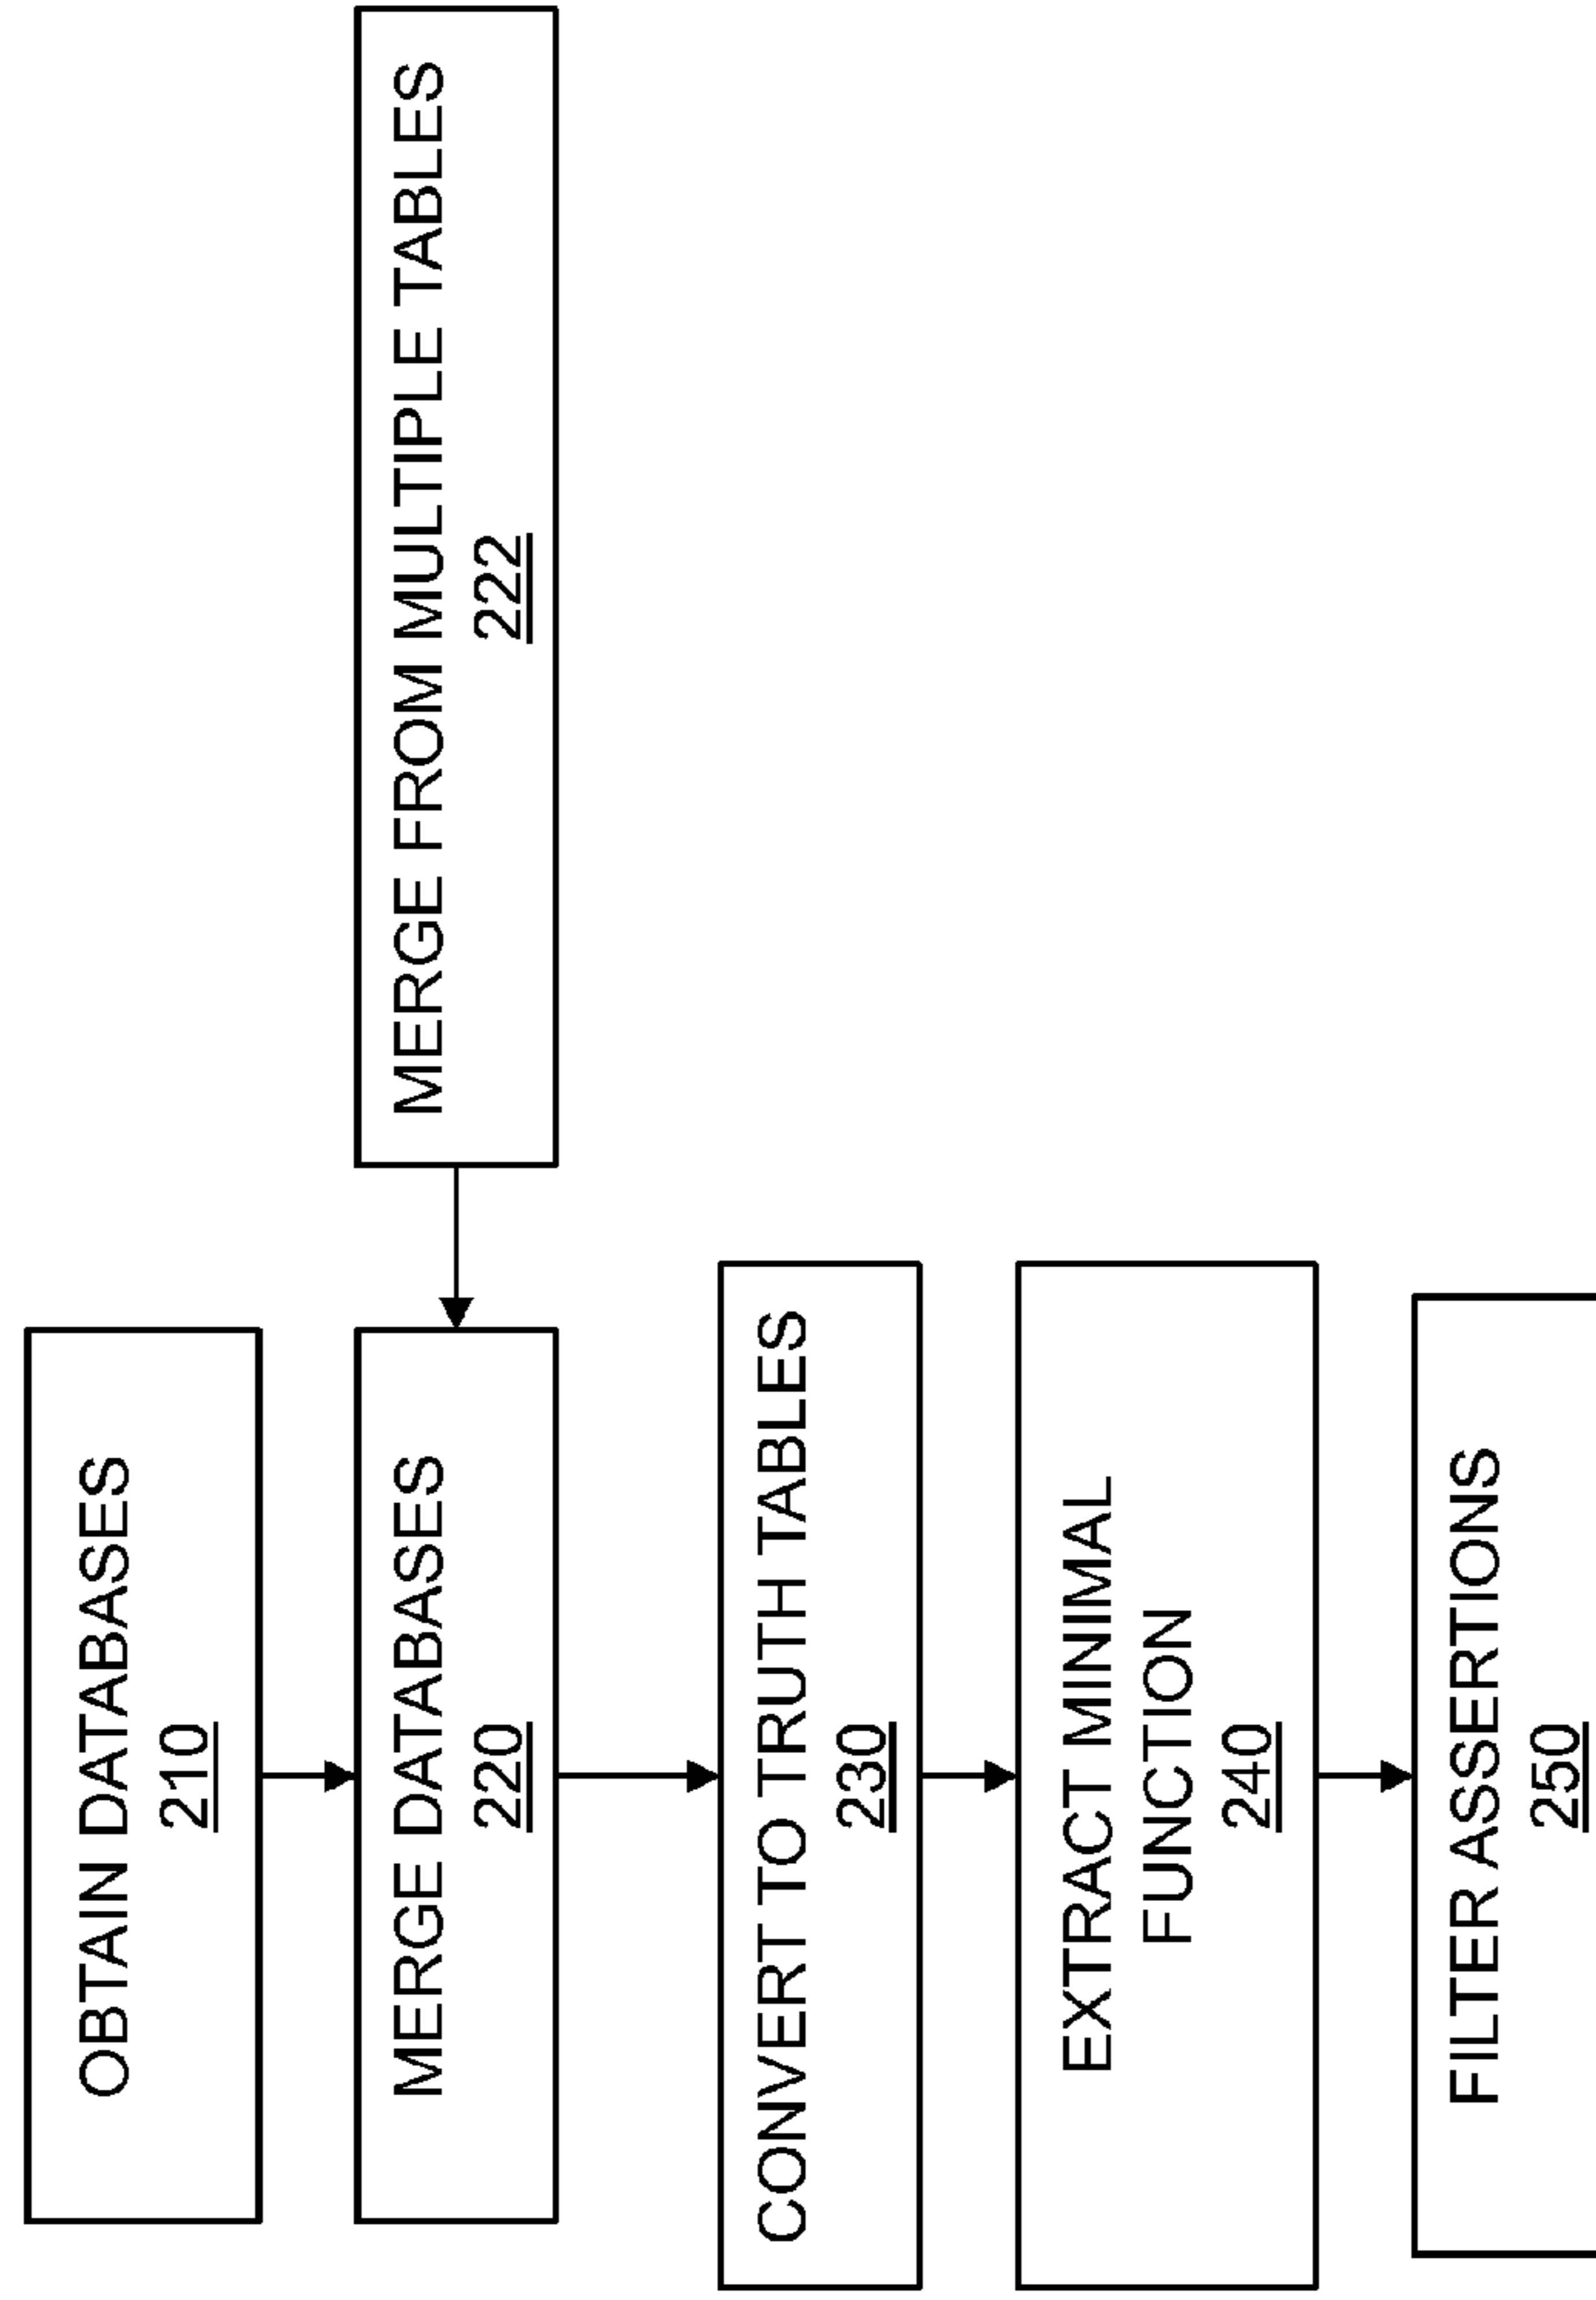 OBTAIN DATABASES
210
MERGE DATABASES
220
MERGE FROM MULTIPLE TABLES
222
CONVERT TO TRUTH TABLES
230
EXTRACT MINIMAL
FUNCTION
240
FILTER ASSERTIONS
250